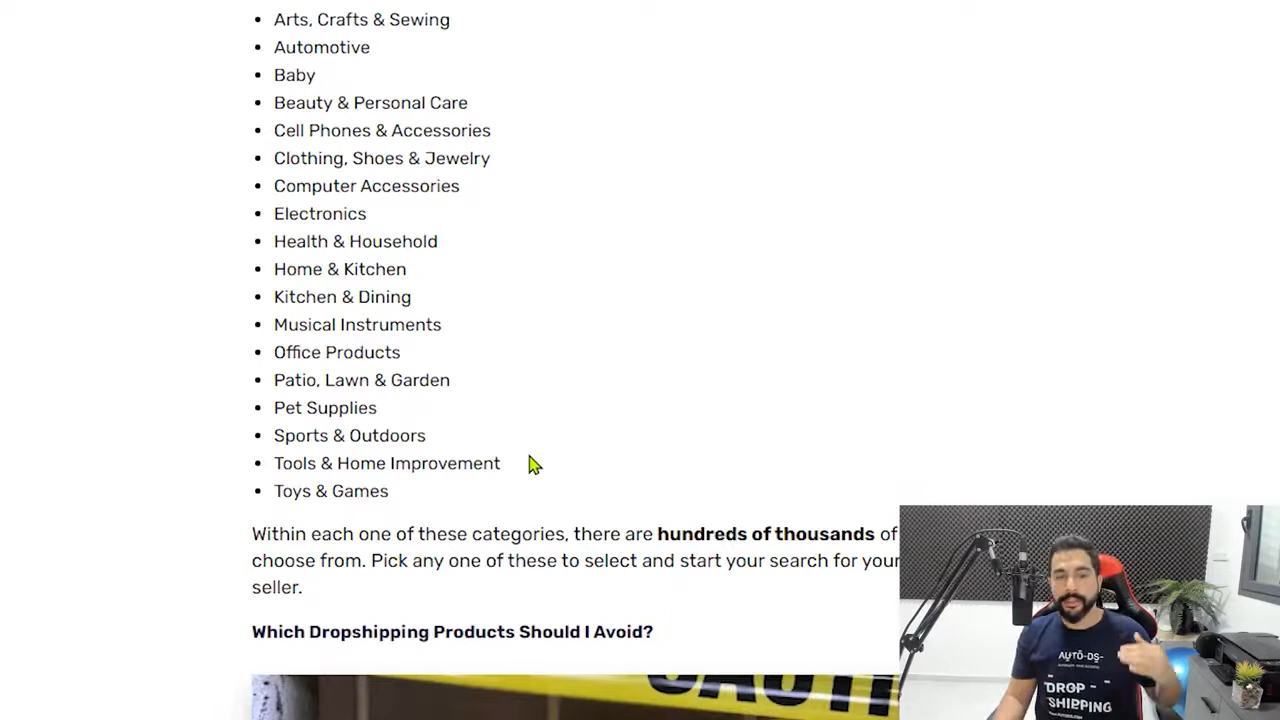 • Arts, Crafts & Sewing
• Automotive
• Baby
• Beauty & Personal Care
• Cell Phones & Accessories
• Clothing, Shoes & Jewelry
• Computer Accessories
• Electronics
• Health & Household
• Home & Kitchen
• Kitchen & Dining
• Musical Instruments
• Office Products
• Patio, Lawn & Garden
• Pet Supplies
• Sports & Outdoors
• Tools & Home Improvement
• Toys & Games
Within each one of these categories, there are hundreds of thousands of
choose from. Pick any one of these to select and start your search for your
seller.
Which Dropshipping Products Should I Avoid?
AUTO-DS-
DROP
SHIPPING